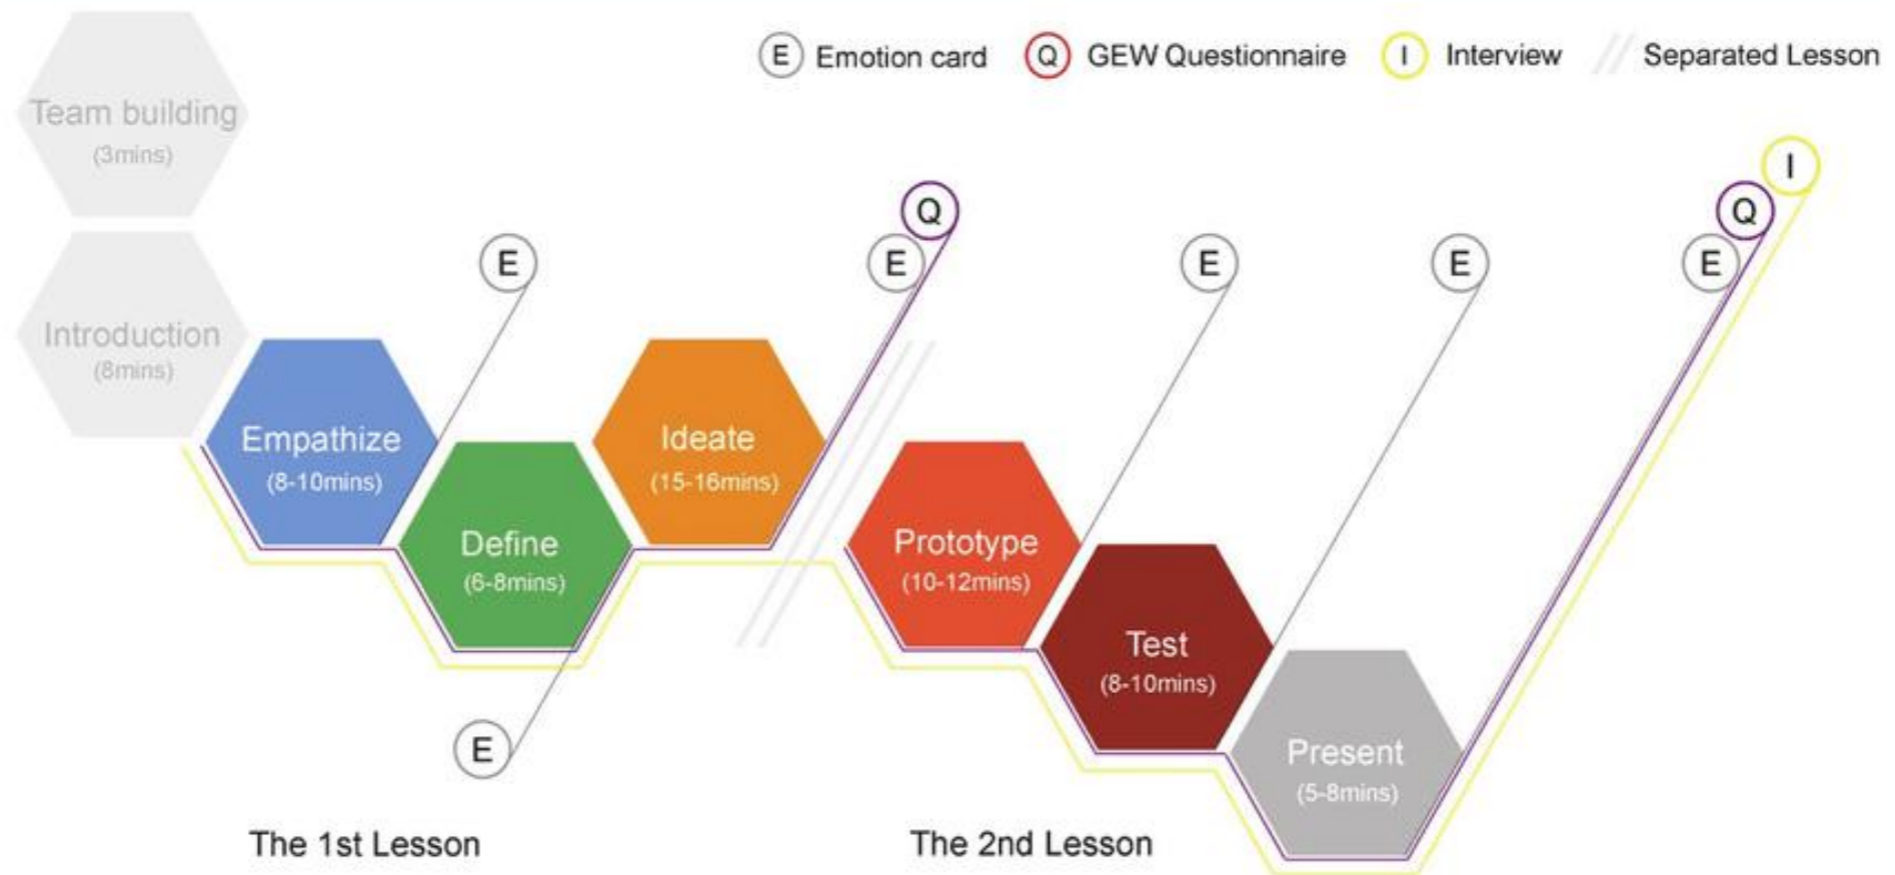 E Emotion card
Q GEW Questionnaire
I Interview
Separated Lesson
Team building
(3mins)
Introduction
(8mins)
Empathize
(8-10mins)
E
Define
(6-8mins)
E
Ideate
(15-16mins)
E
Q
Prototype
(10-12mins)
E
Test
(8-10mins)
E
Present
(5-8mins)
E
Q
I
The 1st Lesson
The 2nd Lesson